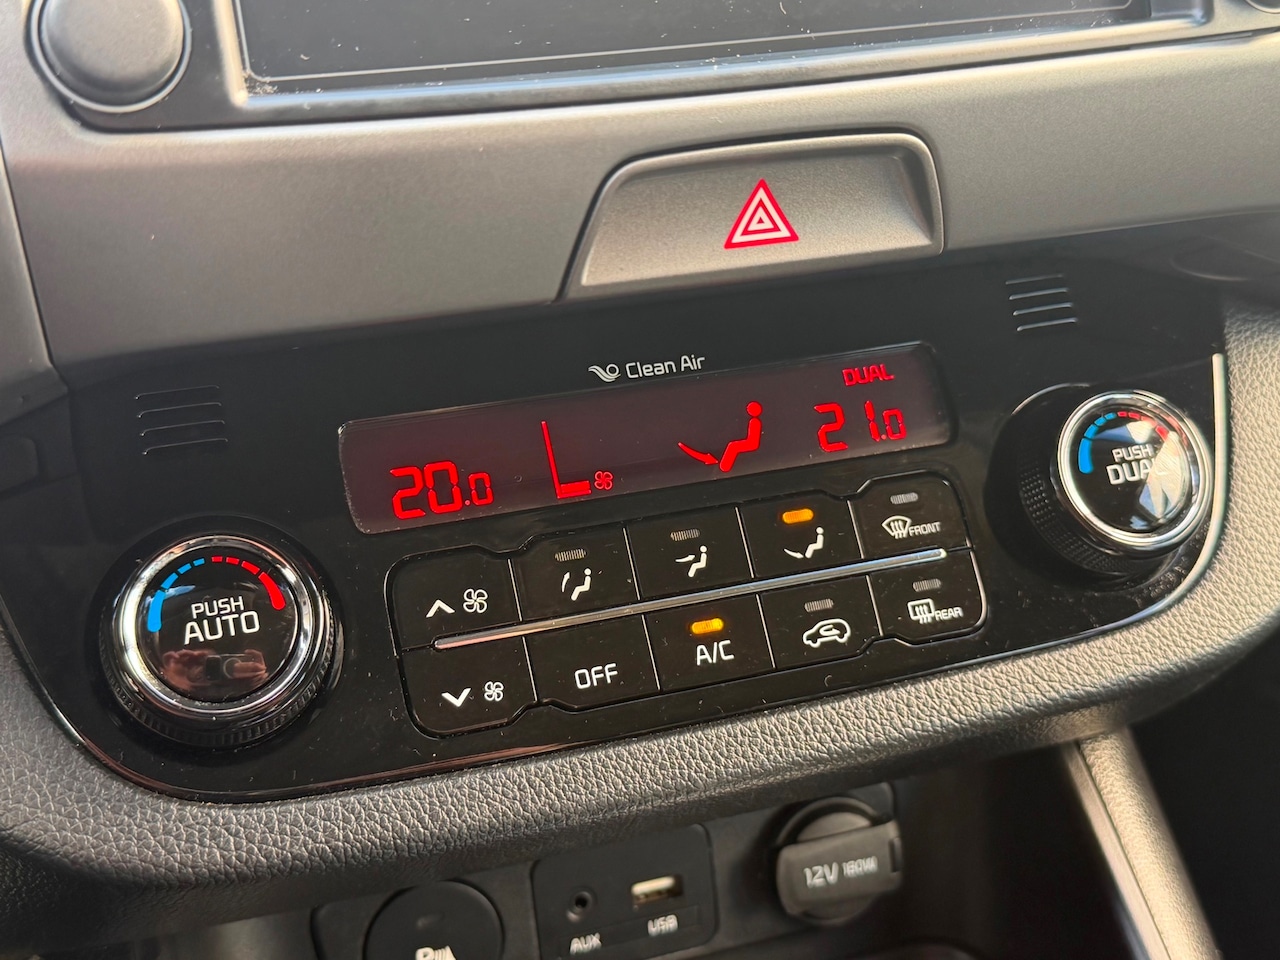 Clean Air
DUAL
20.0
21.0
PUSH
DUAL
FRONT
PUSH
AUTO
OFF
A/C
REAR
12V 180W
AUX
USB